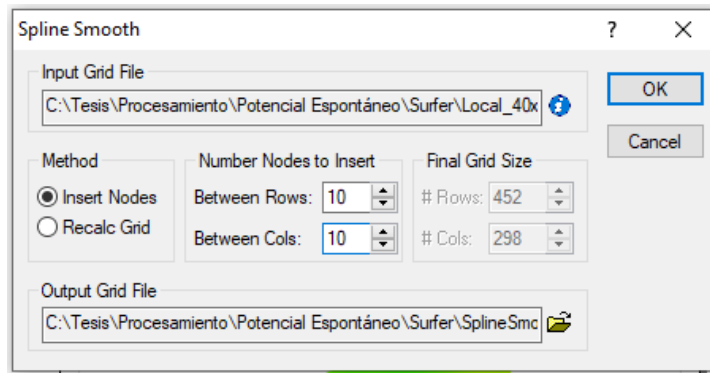 Spline Smooth
Input Grid File
C:\Tesis\Procesamiento\Potencial Espontáneo\Surfer\Local_40x
OK
Cancel
Method
Insert Nodes
Recalc Grid
Number Nodes to Insert
Between Rows: 10
Between Cols: 10
Final Grid Size
# Rows: 452
# Cols: 298
Output Grid File
C:\Tesis\Procesamiento\Potencial Espontáneo\Surfer\SplineSmo